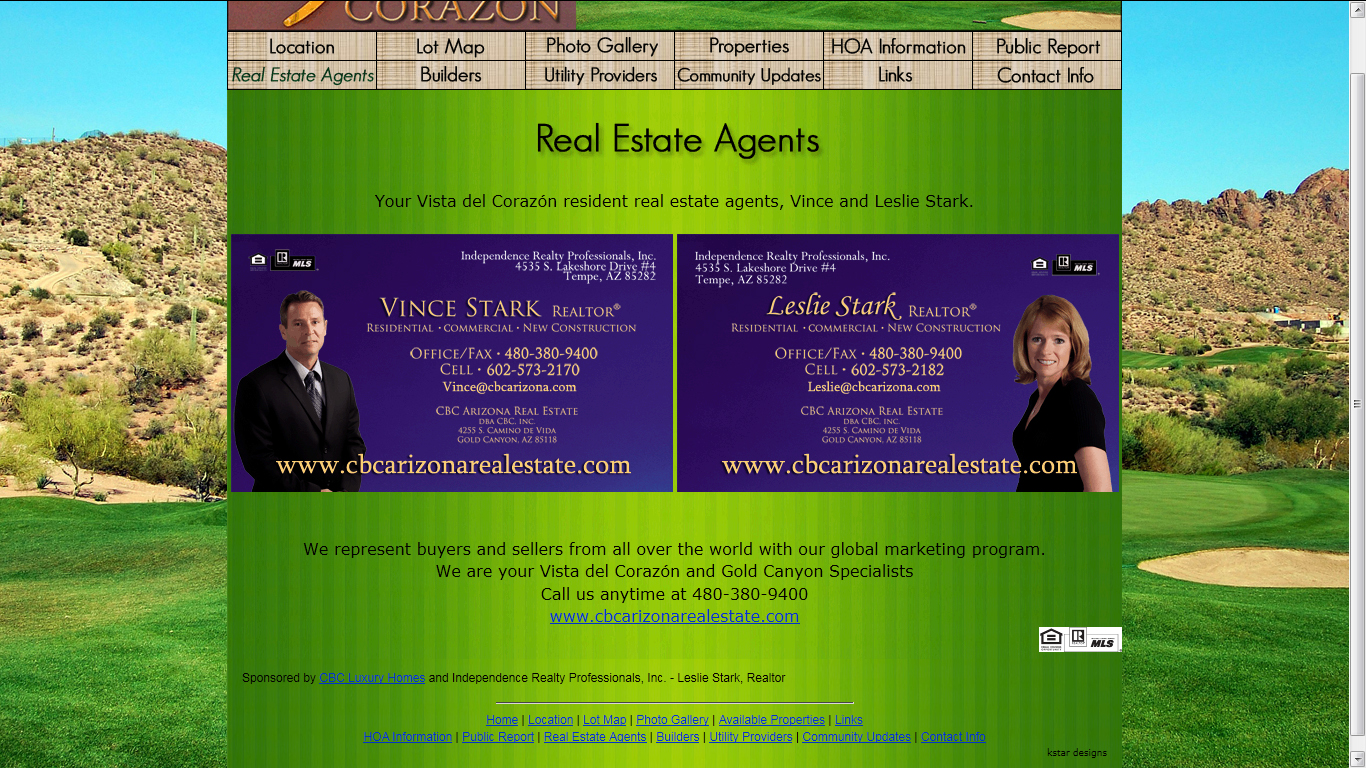 CORAZÓN
Location Lot Map Photo Gallery Properties HOA Information Public Report
Real Estate Agents Builders Utility Providers Community Updates Links Contact Info
Real Estate Agents
Your Vista del Corazón resident real estate agents, Vince and Leslie Stark.
MLS
Independence Realty Professionals, Inc.
4535 S. Lakeshore Drive #4
Tempe, AZ 85282
VINCE STARK REALTOR®
RESIDENTIAL · COMMERCIAL · NEW CONSTRUCTION
OFFICE/FAX · 480-380-9400
CELL · 602-573-2170
Vince@cbcarizona.com
CBC ARIZONA REAL ESTATE
DBA CBC, INC.
4255 S. CAMINO DE VIDA
GOLD CANYON, AZ 85118
www.cbcarizonarealestate.com
Independence Realty Professionals, Inc.
4535 S. Lakeshore Drive #4
Tempe, AZ 85282
MLS
Leslie Stark REALTOR®
RESIDENTIAL · COMMERCIAL · NEW CONSTRUCTION
OFFICE/FAX · 480-380-9400
CELL · 602-573-2182
Leslie@cbcarizona.com
CBC ARIZONA REAL ESTATE
DBA CBC, INC.
4255 S. CAMINO DE VIDA
GOLD CANYON, AZ 85118
www.cbcarizonarealestate.com
We represent buyers and sellers from all over the world with our global marketing program.
We are your Vista del Corazón and Gold Canyon Specialists
Call us anytime at 480-380-9400
www.cbcarizonarealestate.com
R MLS
Sponsored by CBC Luxury Homes and Independence Realty Professionals, Inc. - Leslie Stark, Realtor
Home | Location | Lot Map | Photo Gallery | Available Properties | Links
HOA Information | Public Report | Real Estate Agents | Builders | Utility Providers | Community Updates | Contact Info
kstar designs